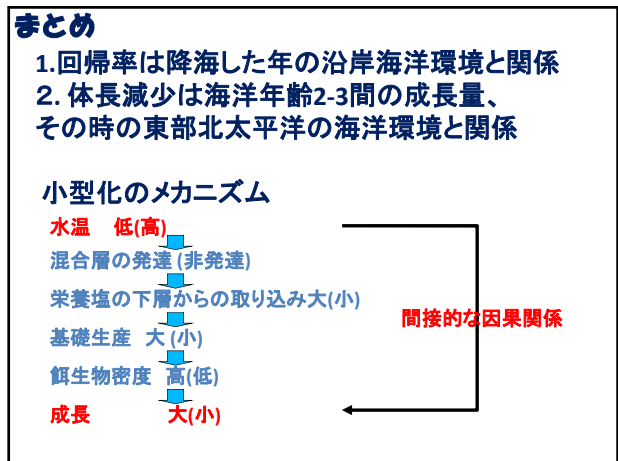 まとめ
1.回帰率は降海した年の沿岸海洋環境と関係
２. 体長減少は海洋年齢2-3間の成長量、
その時の東部北太平洋の海洋環境と関係
小型化のメカニズム
水温 低(高)
混合層の発達 (非発達)
栄養塩の下層からの取り込み大(小)
間接的な因果関係
基礎生産 大 (小)
餌生物密度 高(低)
成長 大(小)